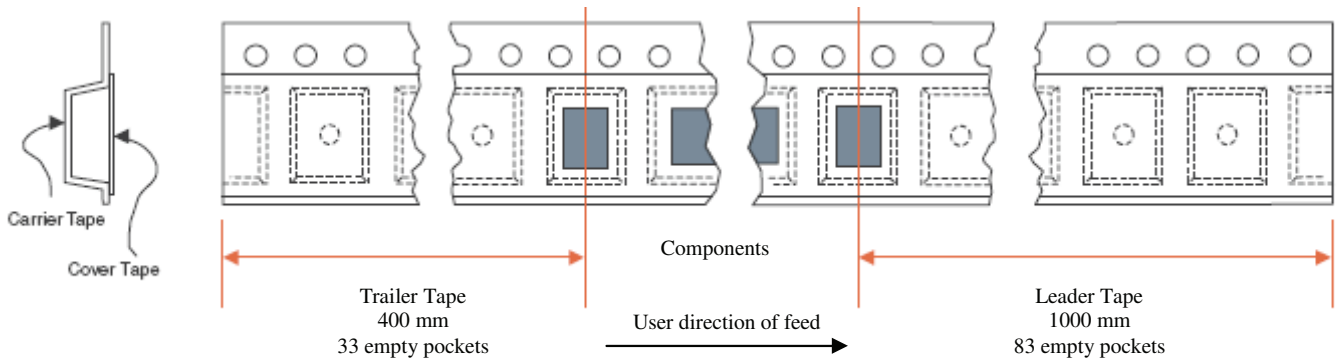 Carrier Tape
Cover Tape
Components
Trailer Tape
400 mm
33 empty pockets
User direction of feed
Leader Tape
1000 mm
83 empty pockets